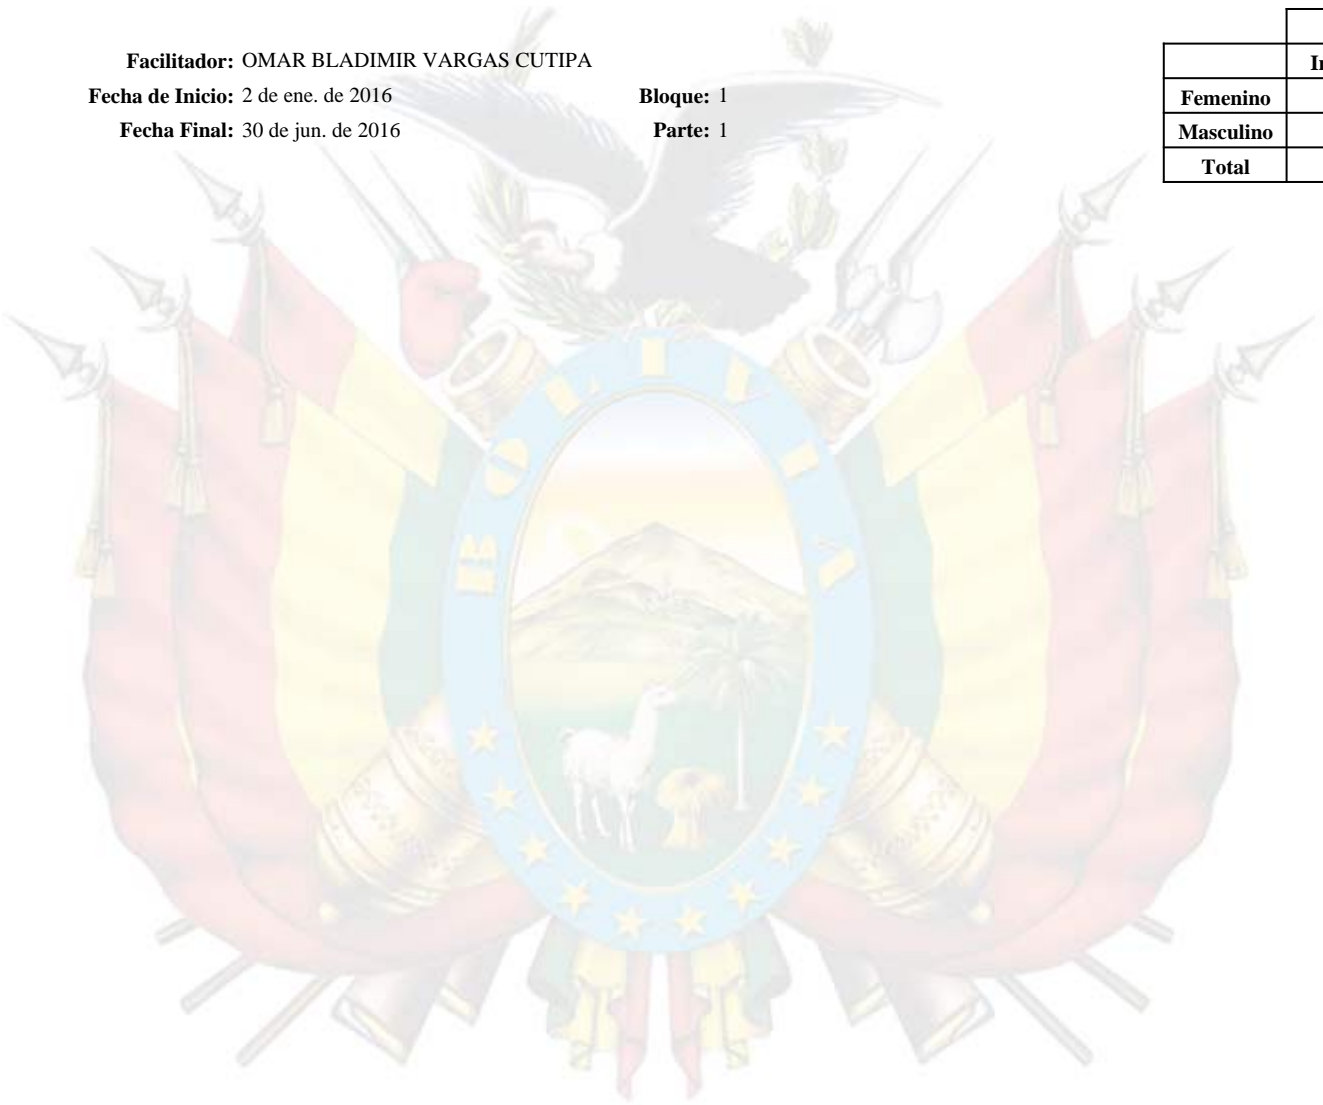 Facilitador: OMAR BLADIMIR VARGAS CUTIPA
Fecha de Inicio: 2 de ene. de 2016 Bloque: 1
Fecha Final: 30 de jun. de 2016 Parte: 1
Femenino
Masculino
Total
BOLIVIA